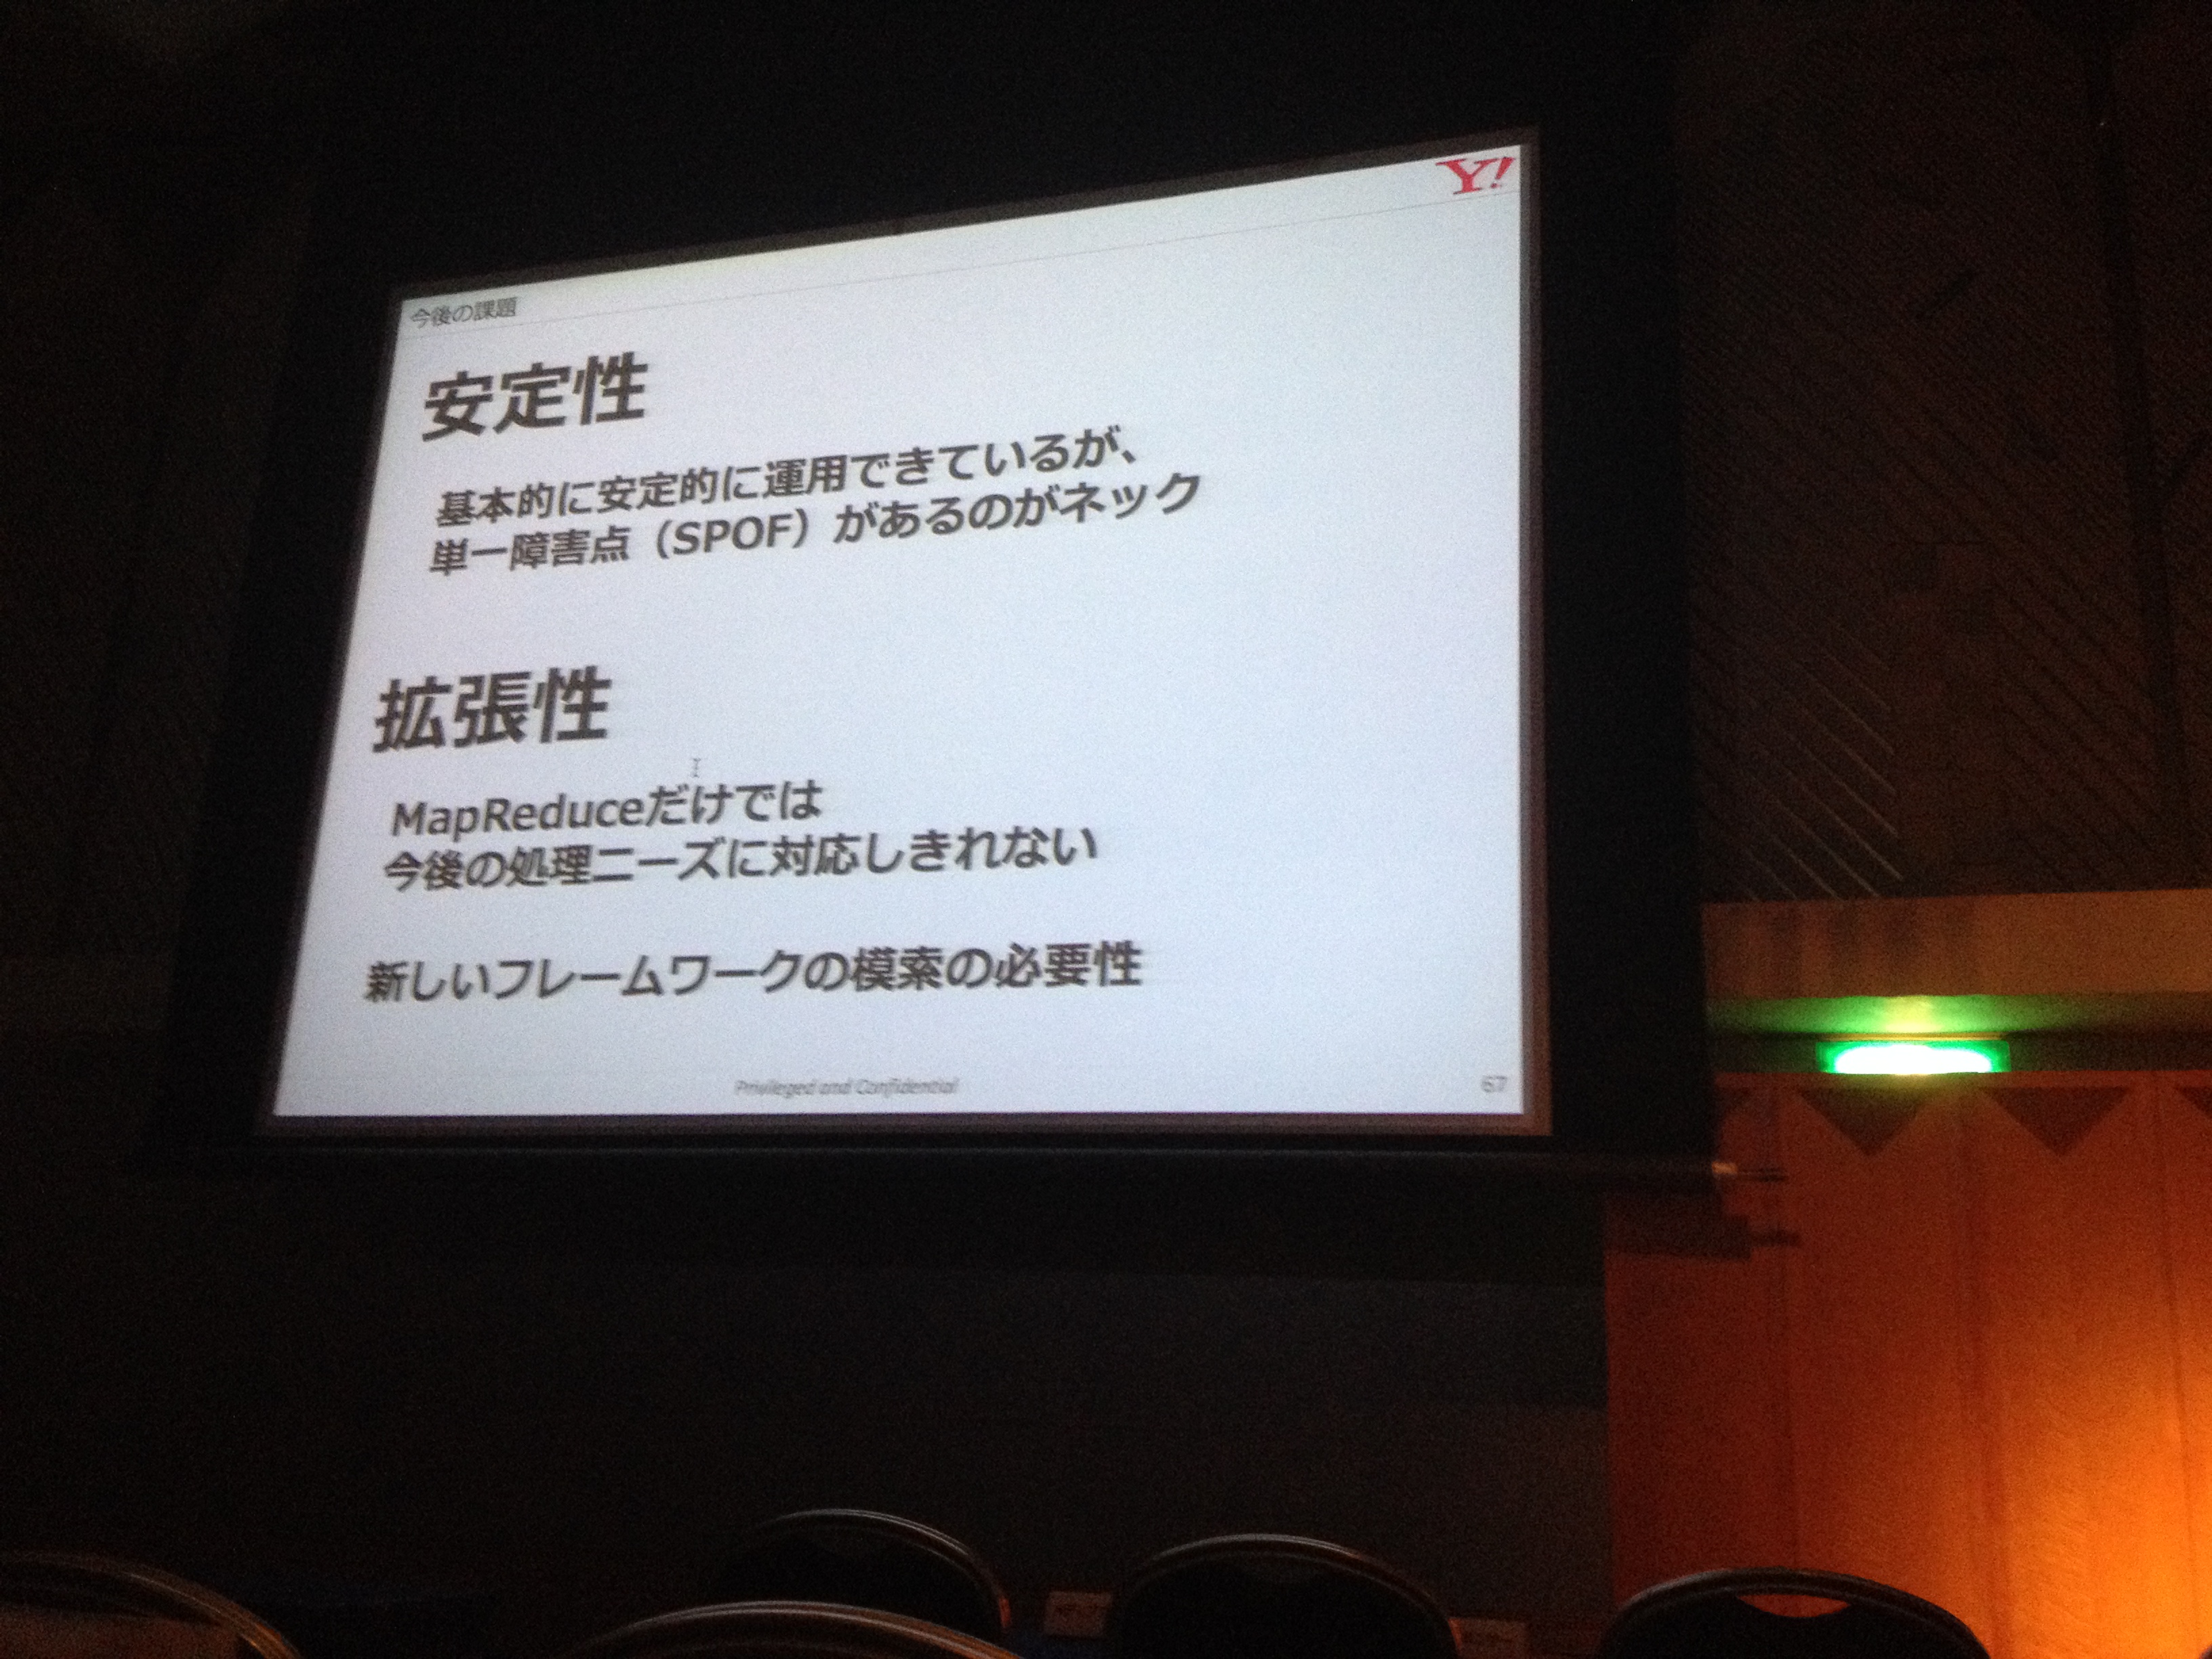 Y!
今後の課題
安定性
基本的に安定的に運用できているが、
単一障害点（SPOF）があるのがネック
拡張性
MapReduceだけでは
今後の処理ニーズに対応しきれない
新しいフレームワークの模索の必要性
Privileged and Confidential
67